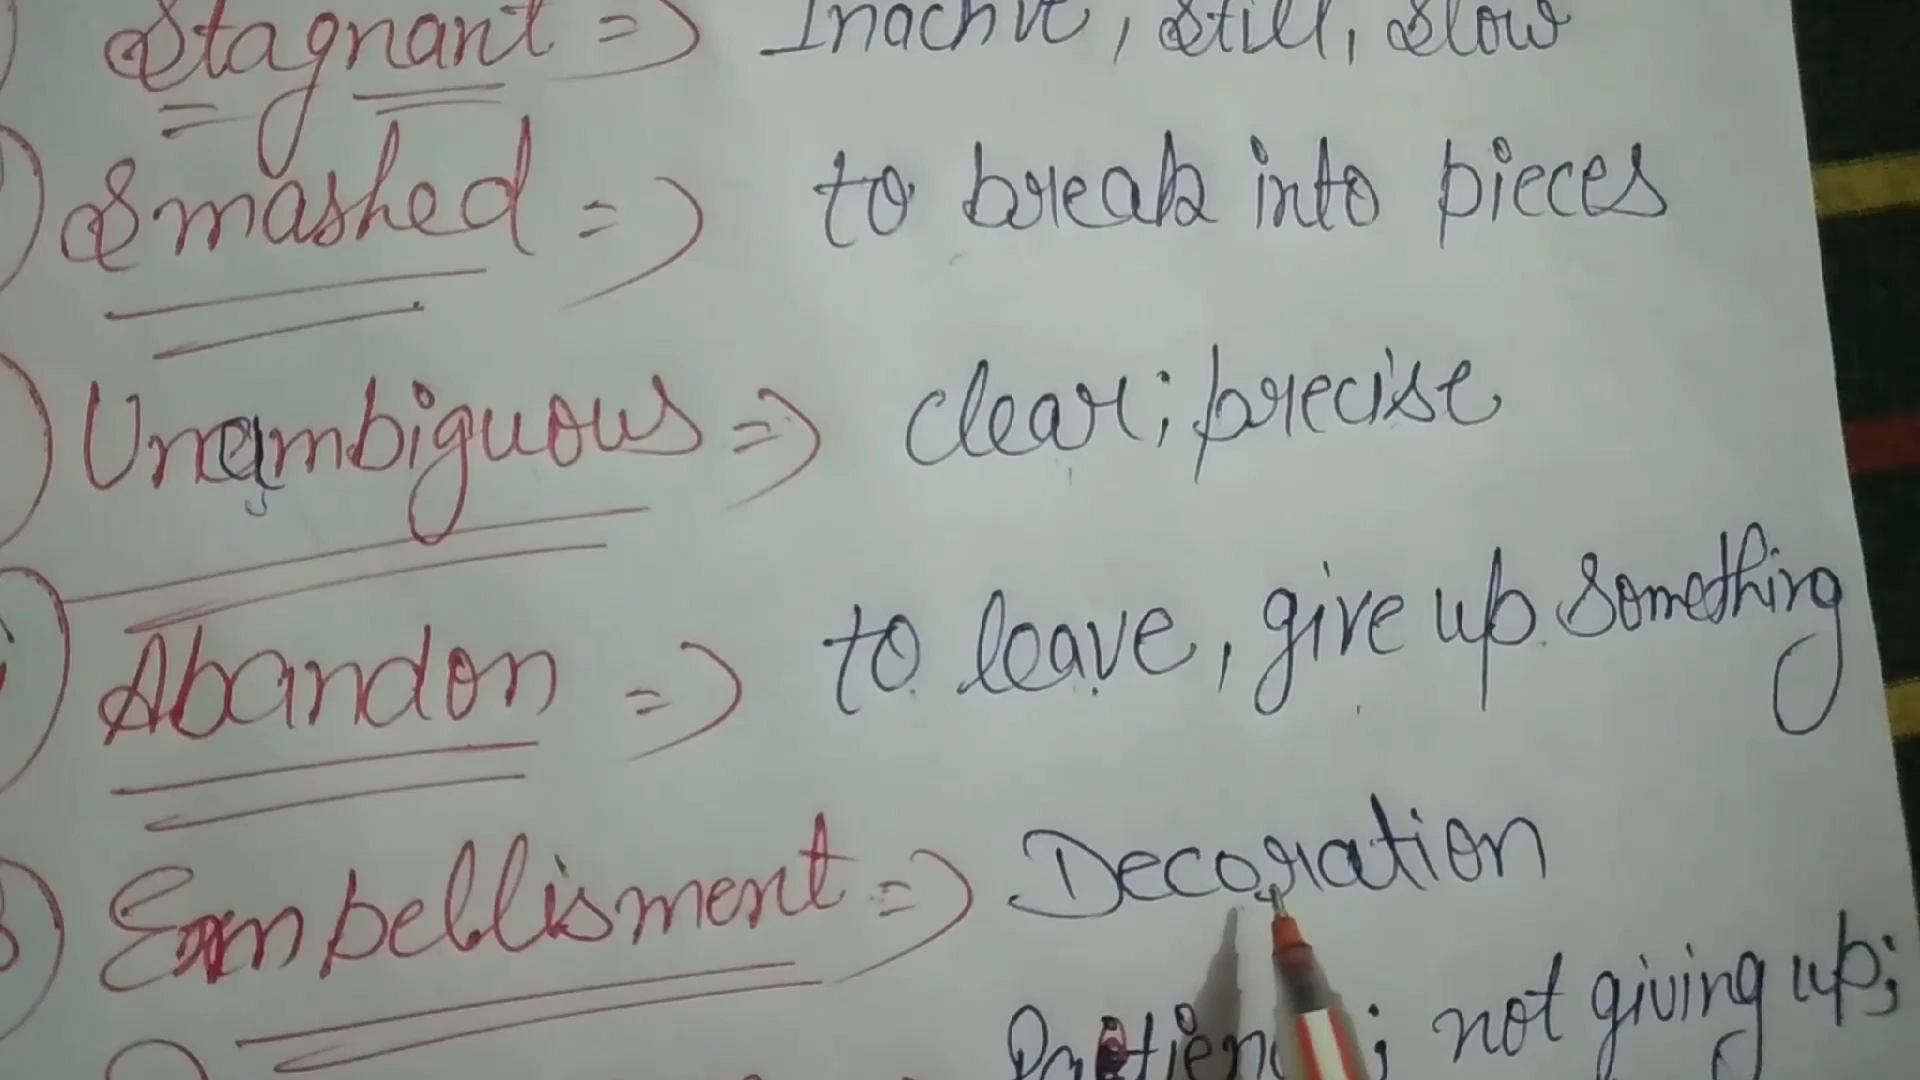 Stagnant => Inactive, Still, Slow
Smashed => to break into pieces
Unambiguous => clear; precise
Abandon => to leave, give up something
Embellisment => Decoration
; not giving up;